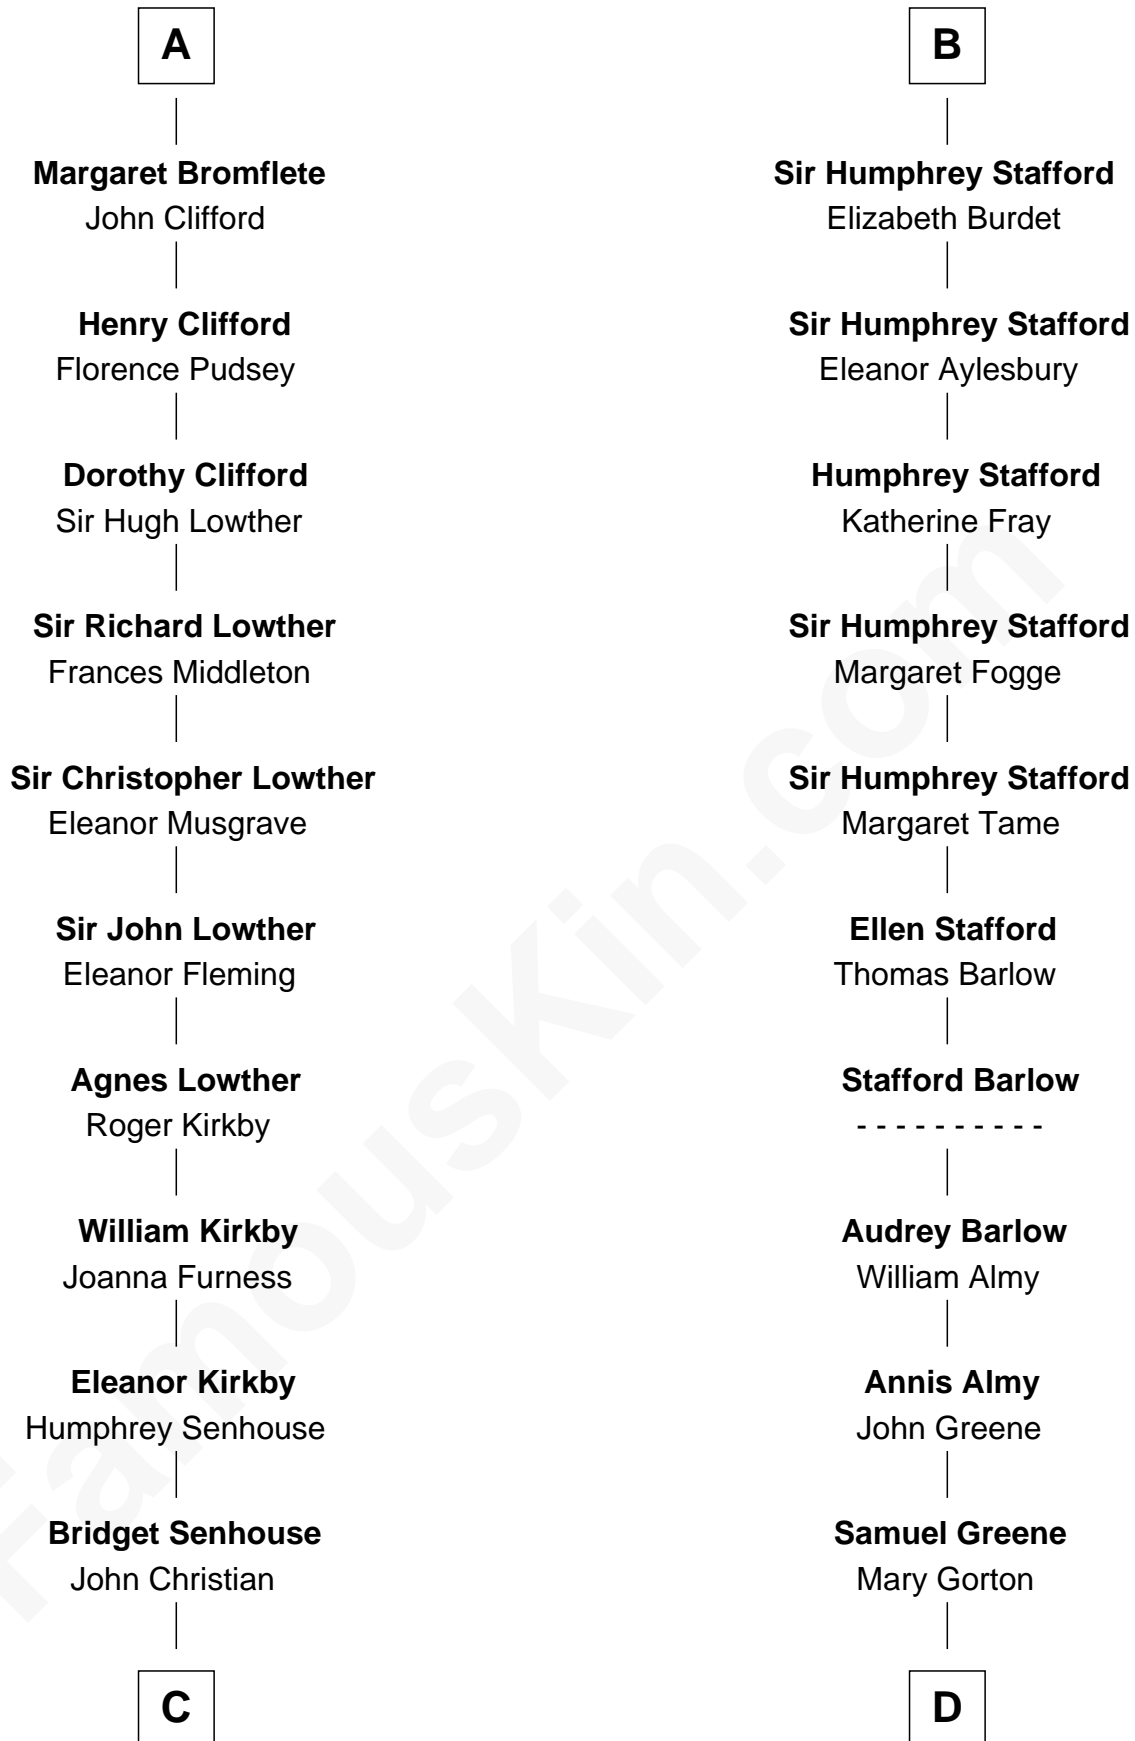 A
Margaret Bromflete
John Clifford
Henry Clifford
Florence Pudsey
Dorothy Clifford
Sir Hugh Lowther
Sir Richard Lowther
Frances Middleton
Sir Christopher Lowther
Eleanor Musgrave
Sir John Lowther
Eleanor Fleming
Agnes Lowther
Roger Kirkby
William Kirkby
Joanna Furness
Eleanor Kirkby
Humphrey Senhouse
Bridget Senhouse
John Christian
C
B
Sir Humphrey Stafford
Elizabeth Burdet
Sir Humphrey Stafford
Eleanor Aylesbury
Humphrey Stafford
Katherine Fray
Sir Humphrey Stafford
Margaret Fogge
Sir Humphrey Stafford
Margaret Tame
Ellen Stafford
Thomas Barlow
Stafford Barlow
- - - - - - - - - -
Audrey Barlow
William Almy
Annis Almy
John Greene
Samuel Greene
Mary Gorton
D
FamousKin.com